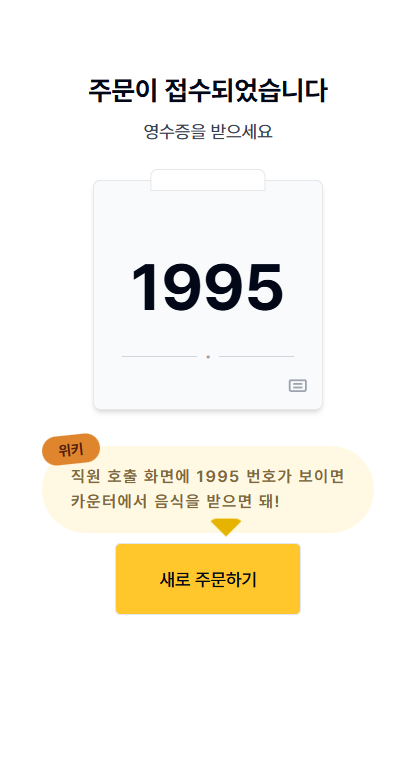 주문이 접수되었습니다
영수증을 받으세요
1995
위키
직원 호출 화면에 1995 번호가 보이면
카운터에서 음식을 받으면 돼!
새로 주문하기